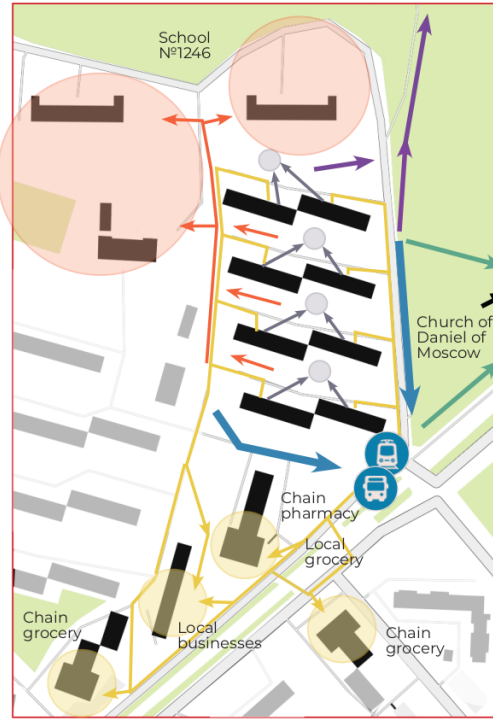 School
№1246
Church of
Daniel of
Moscow
Chain
pharmacy
Local
grocery
Chain
grocery
Local
businesses
Chain
grocery